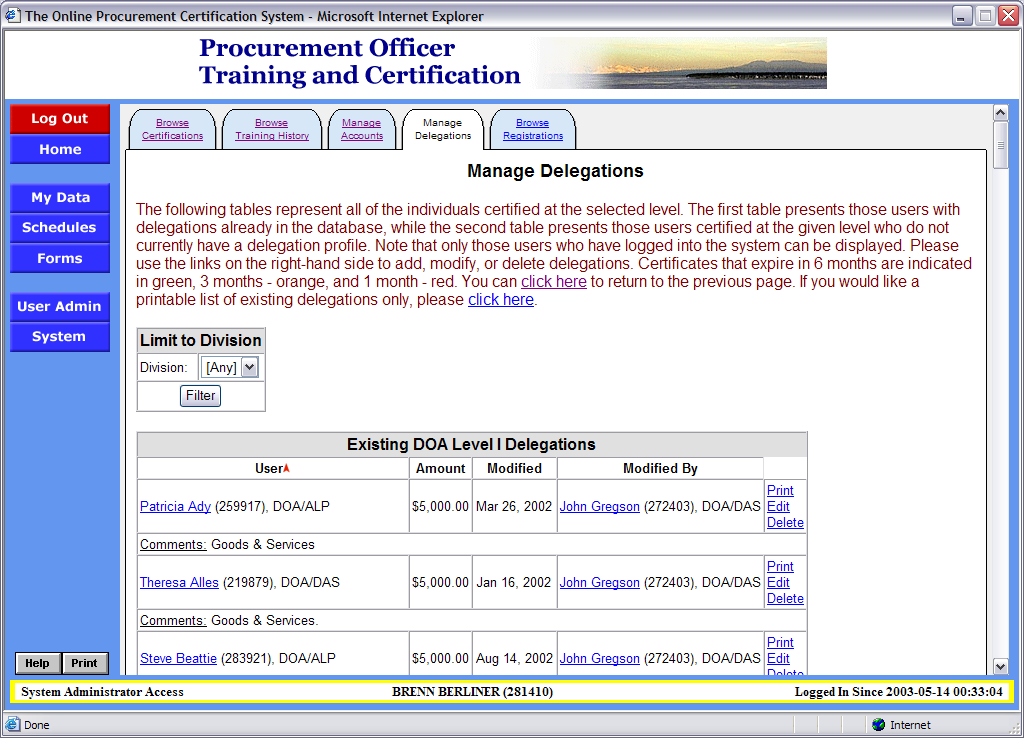 The Online Procurement Certification System - Microsoft Internet Explorer
Procurement Officer
Training and Certification
Log Out
Home
My Data
Schedules
Forms
User Admin
System
Help Print
Browse Certifications
Browse Training History
Manage Accounts
Manage Delegations
Browse Registrations
Manage Delegations
The following tables represent all of the individuals certified at the selected level. The first table presents those users with
delegations already in the database, while the second table presents those users certified at the given level who do not
currently have a delegation profile. Note that only those users who have logged into the system can be displayed. Please
use the links on the right-hand side to add, modify, or delete delegations. Certificates that expire in 6 months are indicated
in green, 3 months - orange, and 1 month - red. You can click here to return to the previous page. If you would like a
printable list of existing delegations only, please click here.
Limit to Division
Division: [Any]
Filter
Existing DOA Level I Delegations
User Amount Modified Modified By
Patricia Ady (259917), DOA/ALP $5,000.00 Mar 26, 2002 John Gregson (272403), DOA/DAS Print
Edit
Delete
Comments: Goods & Services
Theresa Alles (219879), DOA/DAS $5,000.00 Jan 16, 2002 John Gregson (272403), DOA/DAS Print
Edit
Delete
Comments: Goods & Services.
Steve Beattie (283921), DOA/ALP $5,000.00 Aug 14, 2002 John Gregson (272403), DOA/DAS Print
Edit
Delete
System Administrator Access BRENN BERLINER (281410) Logged In Since 2003-05-14 00:33:04
Done Internet